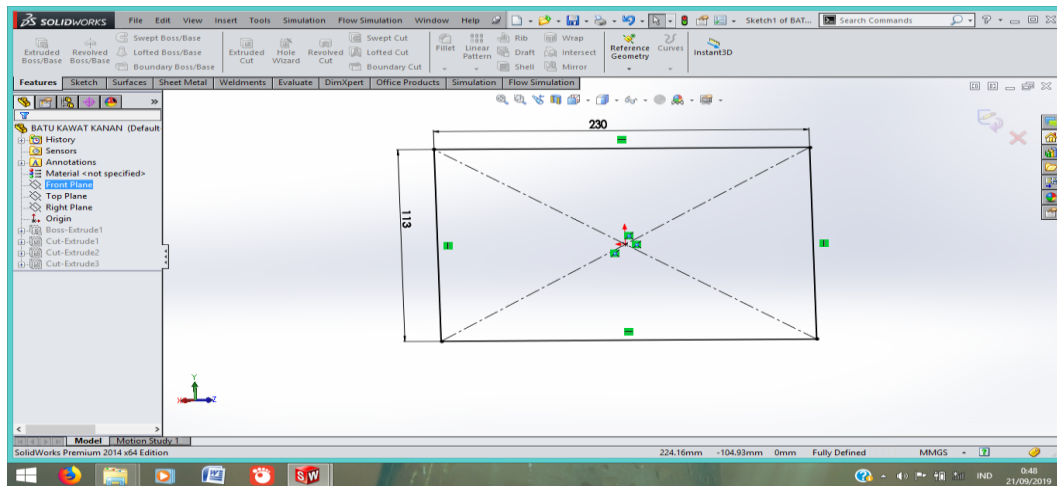 SOLIDWORKS File Edit View Insert Tools Simulation Flow Simulation Window Help Sketch1 of BAT... Search Commands
Extruded Boss/Base
Revolved Boss/Base
Swept Boss/Base
Lofted Boss/Base
Boundary Boss/Base
Extruded Cut
Hole Wizard
Revolved Cut
Swept Cut
Lofted Cut
Boundary Cut
Fillet
Linear Pattern
Rib
Draft
Shell
Wrap
Intersect
Mirror
Reference Geometry
Curves
Instant3D
Features Sketch Surfaces Sheet Metal Weldments Evaluate DimXpert Office Products Simulation Flow Simulation
BATU KAWAT KANAN (Default
History
Sensors
Annotations
Material <not specified>
Front Plane
Top Plane
Right Plane
Origin
Boss-Extrude1
Cut-Extrude1
Cut-Extrude2
Cut-Extrude3
230
113
Y
X
Z
Model Motion Study 1
SolidWorks Premium 2014 x64 Edition 224.16mm -104.93mm 0mm Fully Defined MMGS
IND 0:48
21/09/2019